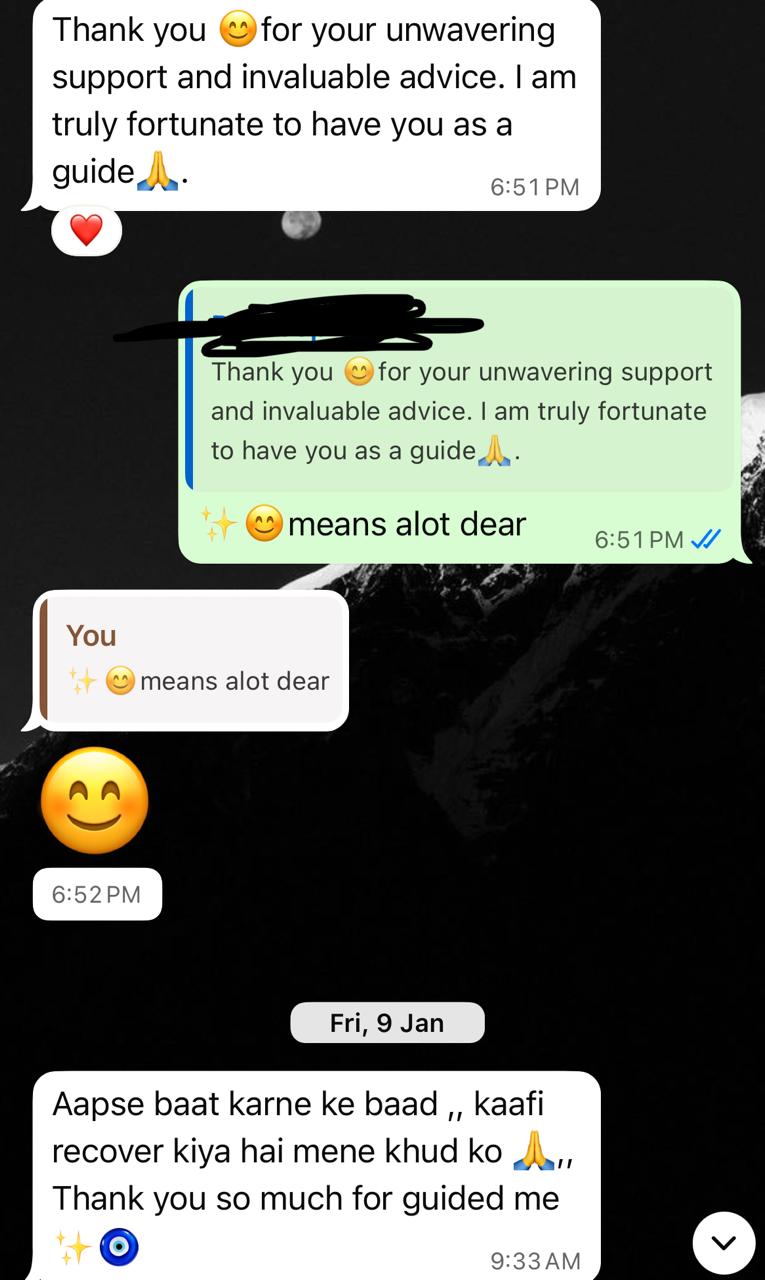 Thank you 😊for your unwavering
support and invaluable advice. I am
truly fortunate to have you as a
guide🙏.
6:51 PM
❤️
Thank you 😊for your unwavering support
and invaluable advice. I am truly fortunate
to have you as a guide🙏.
✨😊means alot dear
6:51 PM
You
✨😊means alot dear
😊
6:52 PM
Fri, 9 Jan
Aapse baat karne ke baad ,, kaafi
recover kiya hai mene khud ko 🙏,,
Thank you so much for guided me
✨🧿
9:33 AM